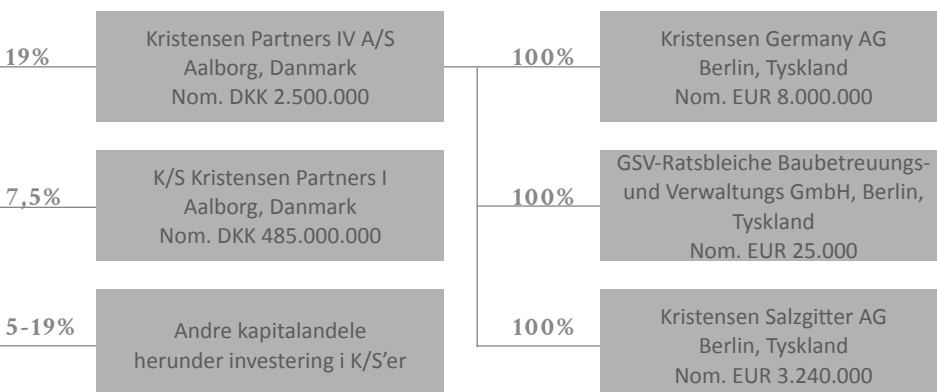 19%
Kristensen Partners IV A/S
Aalborg, Danmark
Nom. DKK 2.500.000
100%
Kristensen Germany AG
Berlin, Tyskland
Nom. EUR 8.000.000
7,5%
K/S Kristensen Partners I
Aalborg, Danmark
Nom. DKK 485.000.000
100%
GSV-Ratsbleiche Baubetreuungs-
und Verwaltungs GmbH, Berlin,
Tyskland
Nom. EUR 25.000
5-19%
Andre kapitalandele
herunder investering i K/S’er
100%
Kristensen Salzgitter AG
Berlin, Tyskland
Nom. EUR 3.240.000